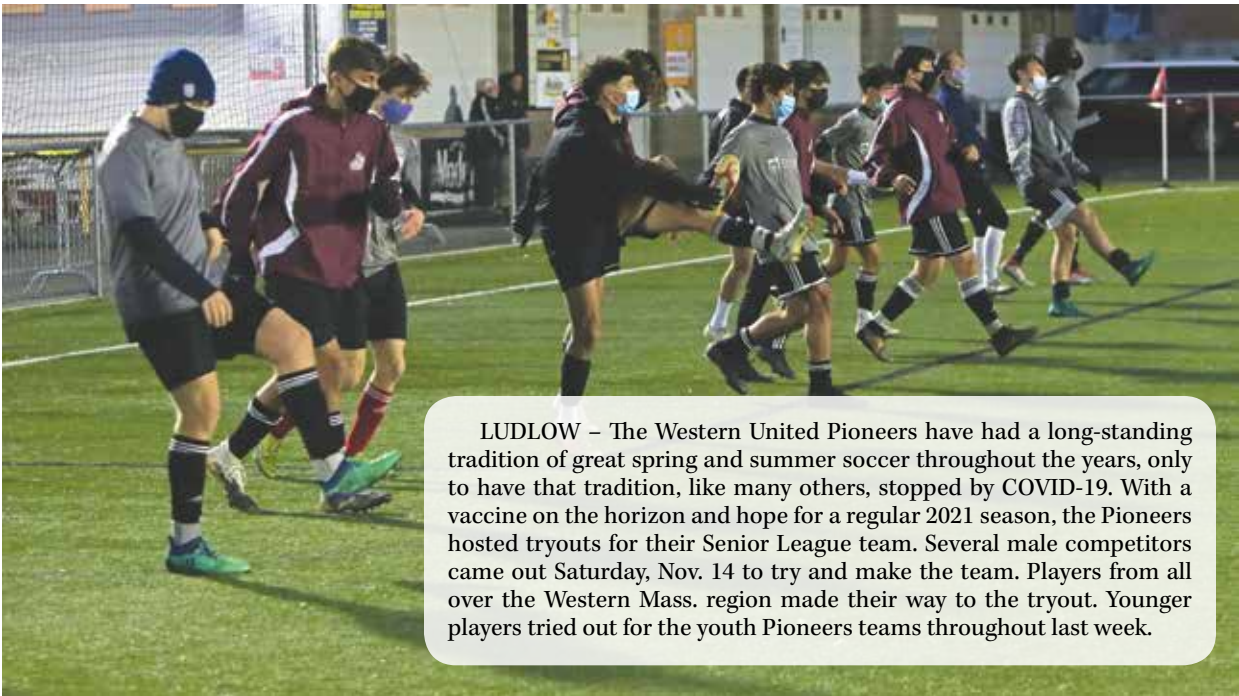 LUDLOW – The Western United Pioneers have had a long-standing
tradition of great spring and summer soccer throughout the years, only
to have that tradition, like many others, stopped by COVID-19. With a
vaccine on the horizon and hope for a regular 2021 season, the Pioneers
hosted tryouts for their Senior League team. Several male competitors
came out Saturday, Nov. 14 to try and make the team. Players from all
over the Western Mass. region made their way to the tryout. Younger
players tried out for the youth Pioneers teams throughout last week.